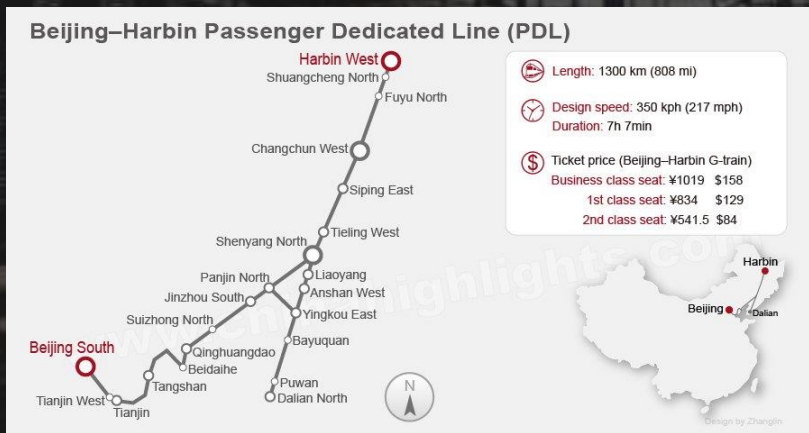 Beijing–Harbin Passenger Dedicated Line (PDL)
Harbin West
Shuangcheng North
Fuyu North
Changchun West
Siping East
Tieling West
Shenyang North
Liaoyang
Panjin North
Anshan West
Jinzhou South
Yingkou East
Suizhong North
Bayuquan
Beijing South
Qinghuangdao
Beidaihe
Puwan
Tangshan
Dalian North
Tianjin West
Tianjin
N
Length: 1300 km (808 mi)
Design speed: 350 kph (217 mph)
Duration: 7h 7min
$ Ticket price (Beijing–Harbin G-train)
Business class seat: ¥1019 $158
1st class seat: ¥834 $129
2nd class seat: ¥541.5 $84
Harbin
Beijing
Dalian
Design by Zhanglin